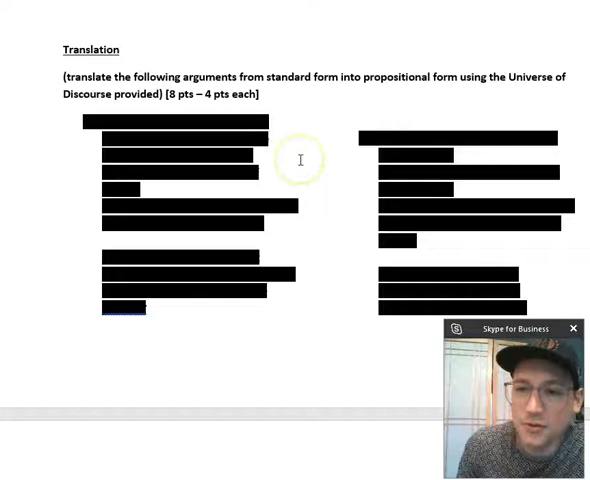 Translation
(translate the following arguments from standard form into propositional form using the Universe of
Discourse provided) [8 pts – 4 pts each]
Skype for Business